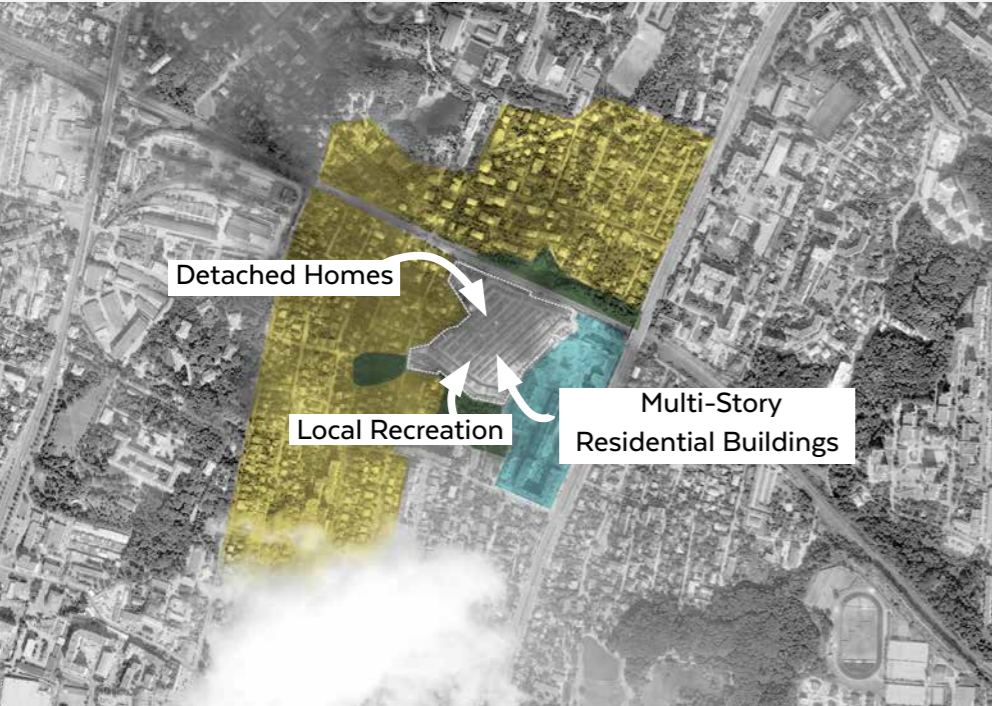 Detached Homes
Local Recreation
Multi-Story
Residential Buildings